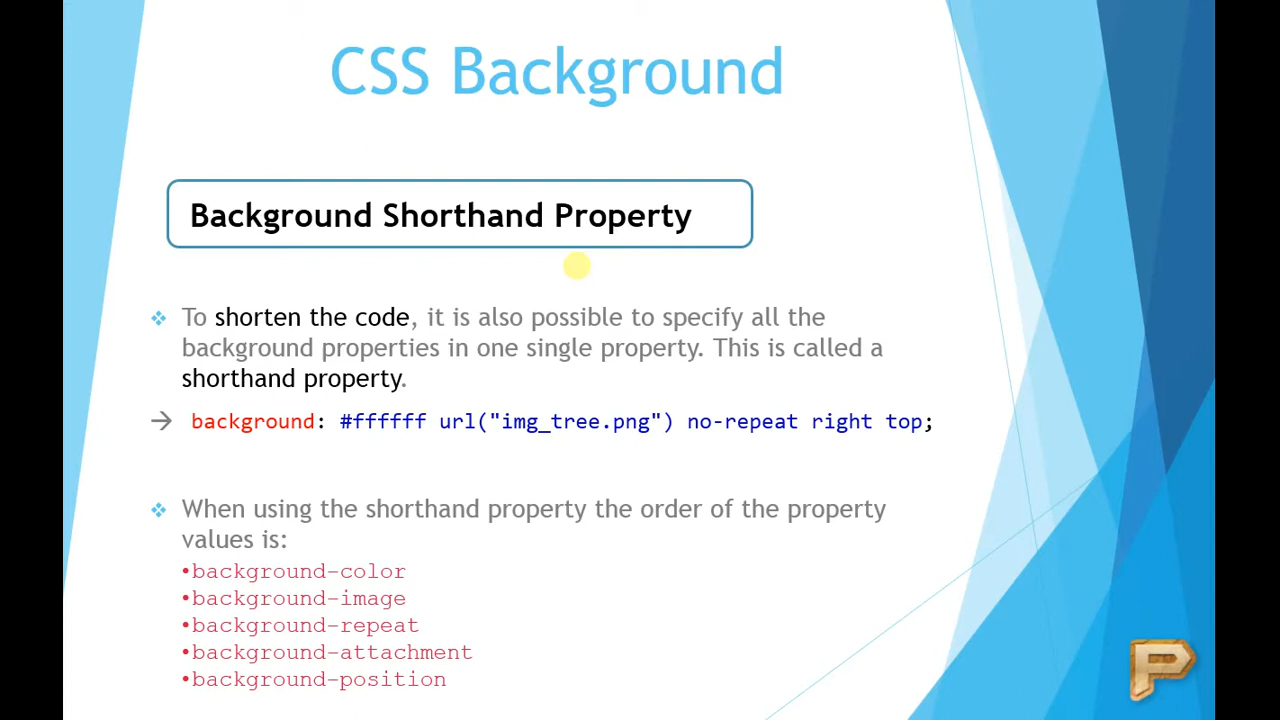 CSS Background
Background Shorthand Property
To shorten the code, it is also possible to specify all the
background properties in one single property. This is called a
shorthand property.
→ background: #ffffff url("img_tree.png") no-repeat right top;
When using the shorthand property the order of the property
values is:
•background-color
•background-image
•background-repeat
•background-attachment
•background-position
P